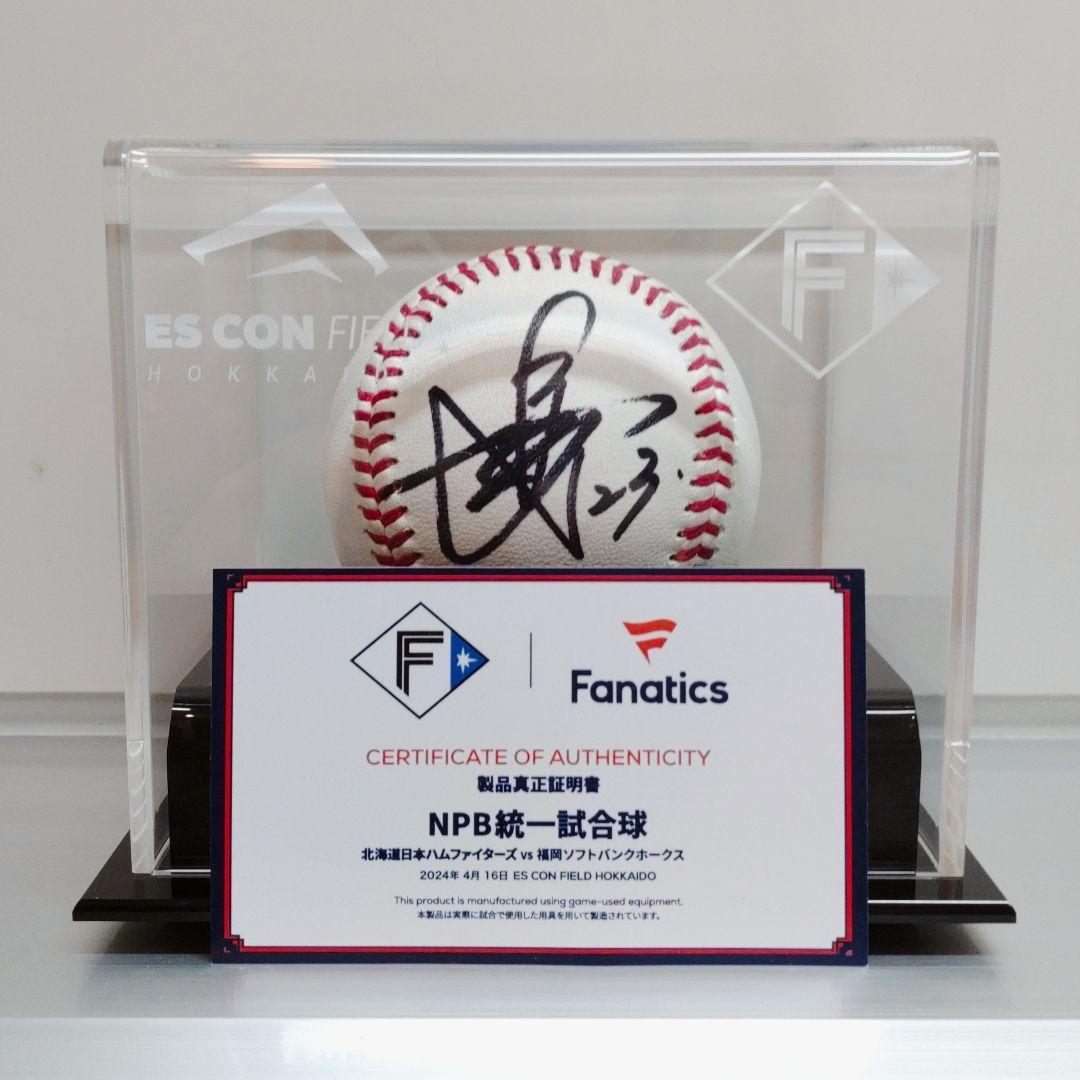 ES CON FIELD
HOKKAIDO
F
23.
F
Fanatics
CERTIFICATE OF AUTHENTICITY
製品真正証明書
NPB統一試合球
北海道日本ハムファイターズ vs 福岡ソフトバンクホークス
2024年 4月 16日 ES CON FIELD HOKKAIDO
This product is manufactured using game-used equipment.
本製品は実際に試合で使用した用具を用いて製造されています。